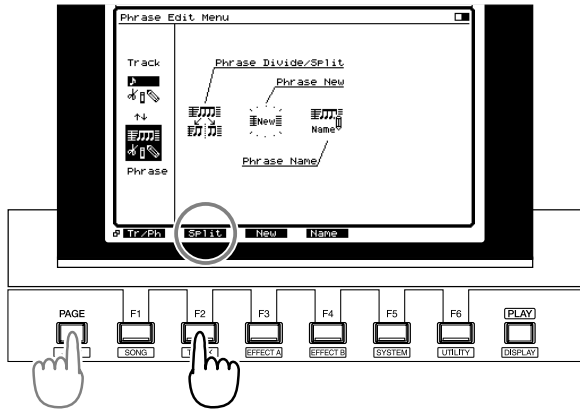 Phrase Edit Menu
Track
Phrase Divide/Split
Phrase New
New
Name
Phrase Name
Phrase
Tr/Ph Split New Name
PAGE F1 F2 F3 F4 F5 F6 PLAY
SONG EFFECT A EFFECT B SYSTEM UTILITY DISPLAY